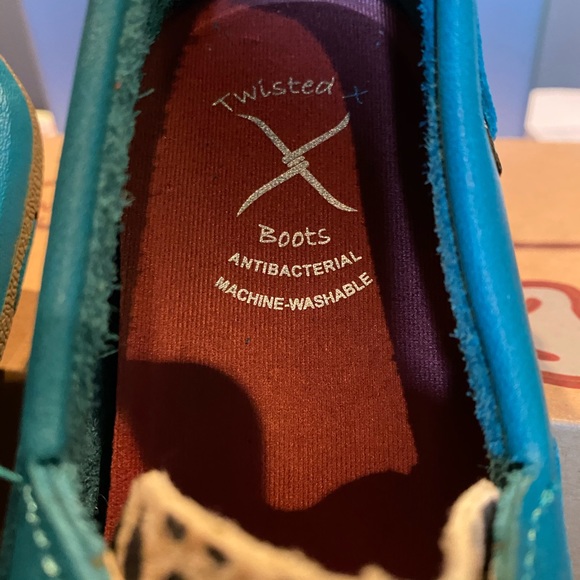 Twisted X
Boots
ANTIBACTERIAL
MACHINE-WASHABLE